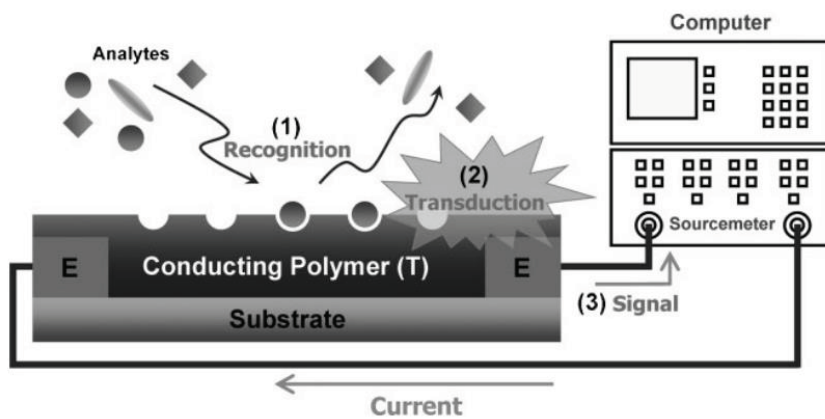 Computer
Analytes
(1)
Recognition
(2)
Transduction
Sourcemeter
E
Conducting Polymer (T)
E
(3) Signal
Substrate
Current